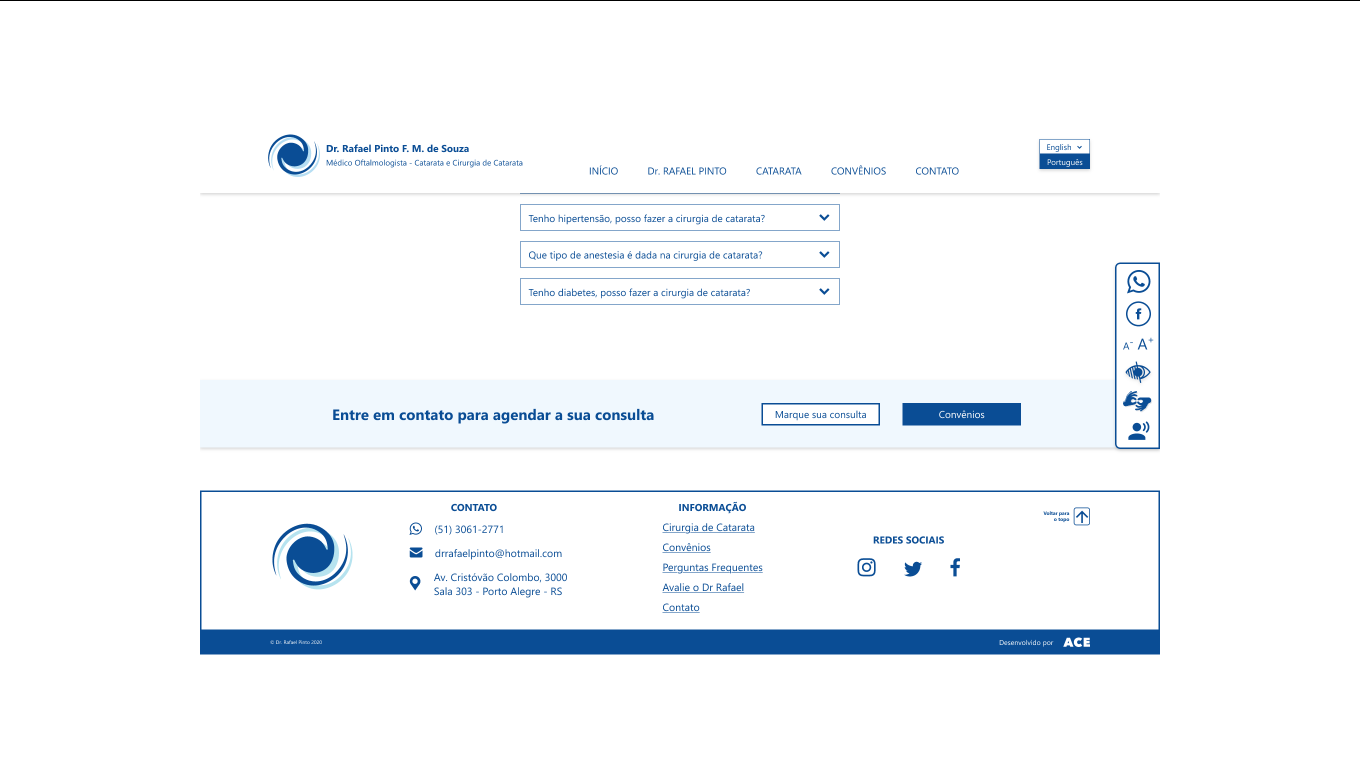 Dr. Rafael Pinto F. M. de Souza
Médico Oftalmologista - Catarata e Cirurgia de Catarata
INÍCIO
Dr. RAFAEL PINTO
CATARATA
CONVÊNIOS
CONTATO
English
Português
Tenho hipertensão, posso fazer a cirurgia de catarata?
Que tipo de anestesia é dada na cirurgia de catarata?
Tenho diabetes, posso fazer a cirurgia de catarata?
A- A+
Entre em contato para agendar a sua consulta
Marque sua consulta
Convênios
CONTATO
(51) 3061-2771
drrafaelpinto@hotmail.com
Av. Cristóvão Colombo, 3000
Sala 303 - Porto Alegre - RS
INFORMAÇÃO
Cirurgia de Catarata
Convênios
Perguntas Frequentes
Avalie o Dr Rafael
Contato
REDES SOCIAIS
Voltar para
o topo
© Dr. Rafael Pinto 2020
Desenvolvido por ACE